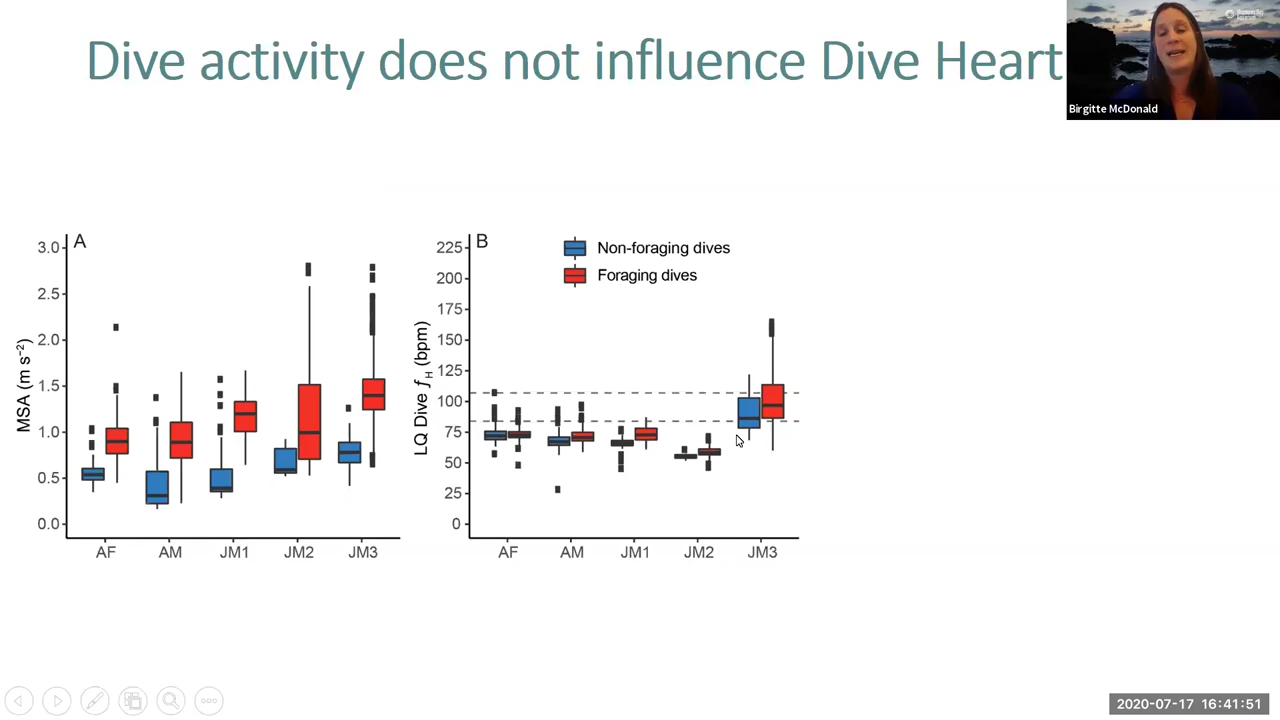 Dive activity does not influence Dive Heart
Birgitte McDonald
A
MSA (m s⁻²)
3.0
2.5
2.0
1.5
1.0
0.5
0.0
AF AM JM1 JM2 JM3
B
LQ Dive fH (bpm)
225
200
175
150
125
100
75
50
25
0
Non-foraging dives
Foraging dives
AF AM JM1 JM2 JM3
2020-07-17 16:41:51